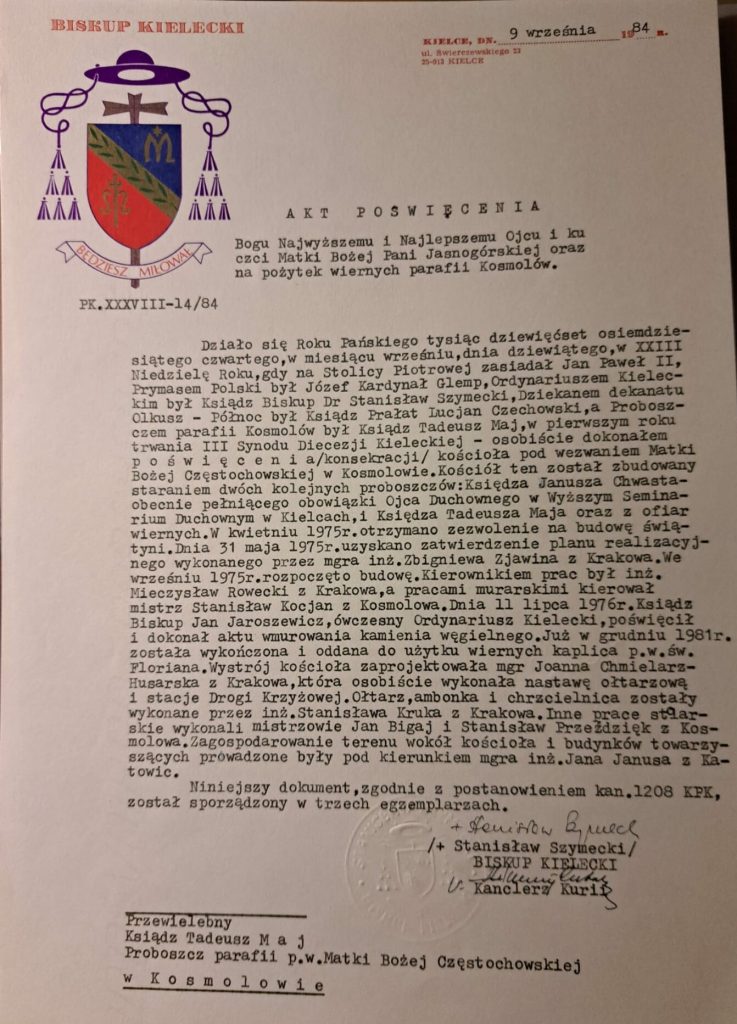 BISKUP KIELECKI
KIELCE, DN. 9 września 1984 r.
ul. Świerczewskiego 23
25-013 KIELCE
M
BĘDZIESZ MIŁOWAŁ
A K T P O Ś W I Ę C E N I A
Bogu Najwyższemu i Najlepszemu Ojcu i ku
czci Matki Bożej Pani Jasnogórskiej oraz
na pożytek wiernych parafii Kosmolów.
PK.XXXVIII-14/84
Działo się Roku Pańskiego tysiąc dziewięćset osiemdzie-
siątego czwartego,w miesiącu wrześniu,dnia dziewiątego,w XXIII
Niedzielę Roku,gdy na Stolicy Piotrowej zasiadał Jan Paweł II,
Prymasem Polski był Józef Kardynał Glemp,Ordynariuszem Kielec-
kim był Ksiądz Biskup Dr Stanisław Szymecki,Dziekanem dekanatu
Olkusz - Północ był Ksiądz Prałat Lucjan Czechowski,a Probosz-
czem parafii Kosmolów był Ksiądz Tadeusz Maj,w pierwszym roku
trwania III Synodu Diecezji Kieleckiej - osobiście dokonałem
p o ś w i ę c e n i a/konsekracji/ kościoła pod wezwaniem Matki
Bożej Częstochowskiej w Kosmolowie.Kościół ten został zbudowany
staraniem dwóch kolejnych proboszczów:Księdza Janusza Chwasta-
obecnie pełniącego obowiązki Ojca Duchownego w Wyższym Semina-
rium Duchownym w Kielcach,i Księdza Tadeusza Maja oraz z ofiar
wiernych.W kwietniu 1975r.otrzymano zezwolenie na budowę świą-
tyni.Dnia 31 maja 1975r.uzyskano zatwierdzenie planu realizacyj-
nego wykonanego przez mgra inż.Zbigniewa Zjawina z Krakowa.We
wrześniu 1975r.rozpoczęto budowę.Kierownikiem prac był inż.
Mieczysław Rowecki z Krakowa,a pracami murarskimi kierował
mistrz Stanisław Kocjan z Kosmolowa.Dnia 11 lipca 1976r.Ksiądz
Biskup Jan Jaroszewicz,ówczesny Ordynariusz Kielecki,poświęcił
i dokonał aktu wmurowania kamienia węgielnego.Już w grudniu 1981r.
została wykończona i oddana do użytku wiernych kaplica p.w.św.
Floriana.Wystrój kościoła zaprojektowała mgr Joanna Chmielarz-
Husarska z Krakowa,która osobiście wykonała nastawę ołtarzową
i stacje Drogi Krzyżowej.Ołtarz,ambonka i chrzcielnica zostały
wykonane przez inż.Stanisława Kruka z Krakowa.Inne prace stolar-
skie wykonali mistrzowie Jan Bigaj i Stanisław Przeździęk z Kos-
molowa.Zagospodarowanie terenu wokół kościoła i budynków towarzy-
szących prowadzone były pod kierunkiem mgra inż.Jana Janusa z Ka-
towic.
Niniejszy dokument,zgodnie z postanowieniem kan.1208 KPK,
został sporządzony w trzech egzemplarzach.
+ Stanisław Szymecki
/+ Stanisław Szymecki/
BISKUP KIELECKI
Kanclerz Kurii
Przewielebny
Ksiądz Tadeusz M a j
Proboszcz parafii p.w.Matki Bożej Częstochowskiej
w K o s m o l o w i e